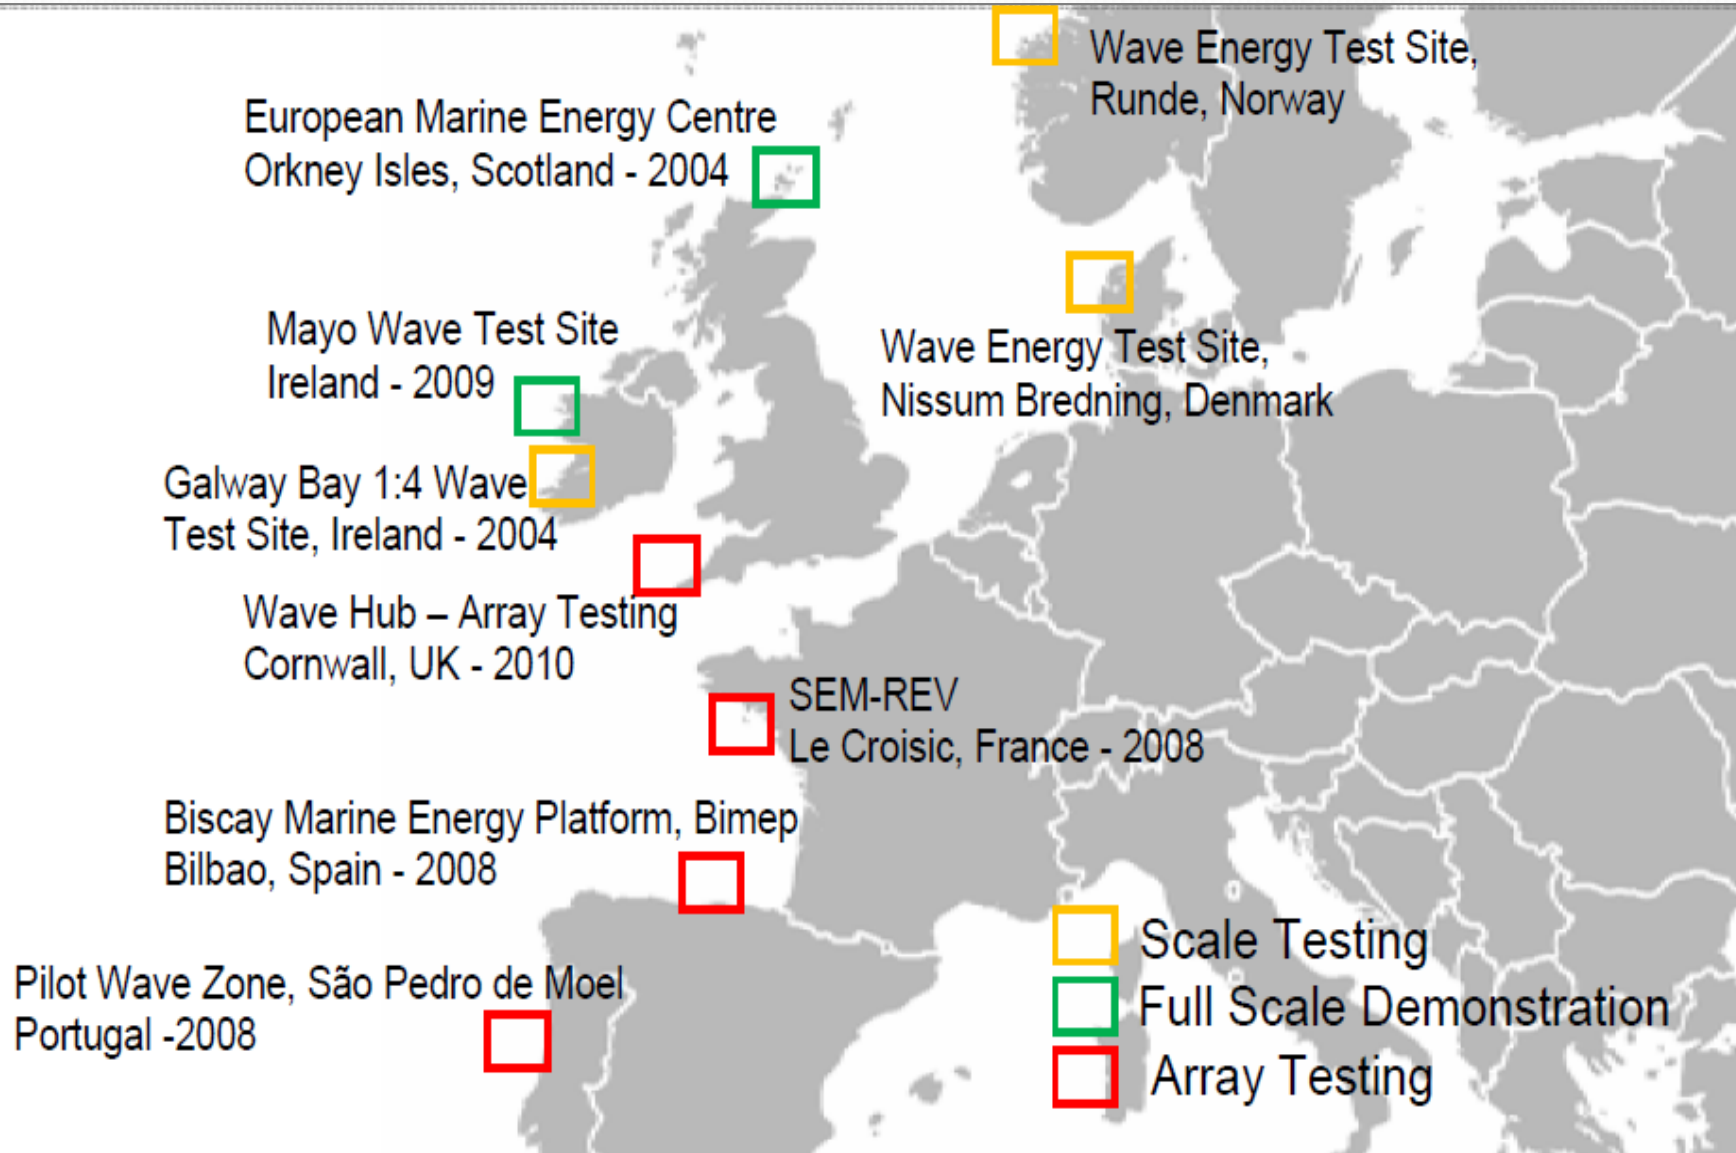 Wave Energy Test Site,
Runde, Norway
European Marine Energy Centre
Orkney Isles, Scotland - 2004
Mayo Wave Test Site
Ireland - 2009
Wave Energy Test Site,
Nissum Bredning, Denmark
Galway Bay 1:4 Wave
Test Site, Ireland - 2004
Wave Hub – Array Testing
Cornwall, UK - 2010
SEM-REV
Le Croisic, France - 2008
Biscay Marine Energy Platform, Bimep
Bilbao, Spain - 2008
Pilot Wave Zone, São Pedro de Moel
Portugal -2008
Scale Testing
Full Scale Demonstration
Array Testing